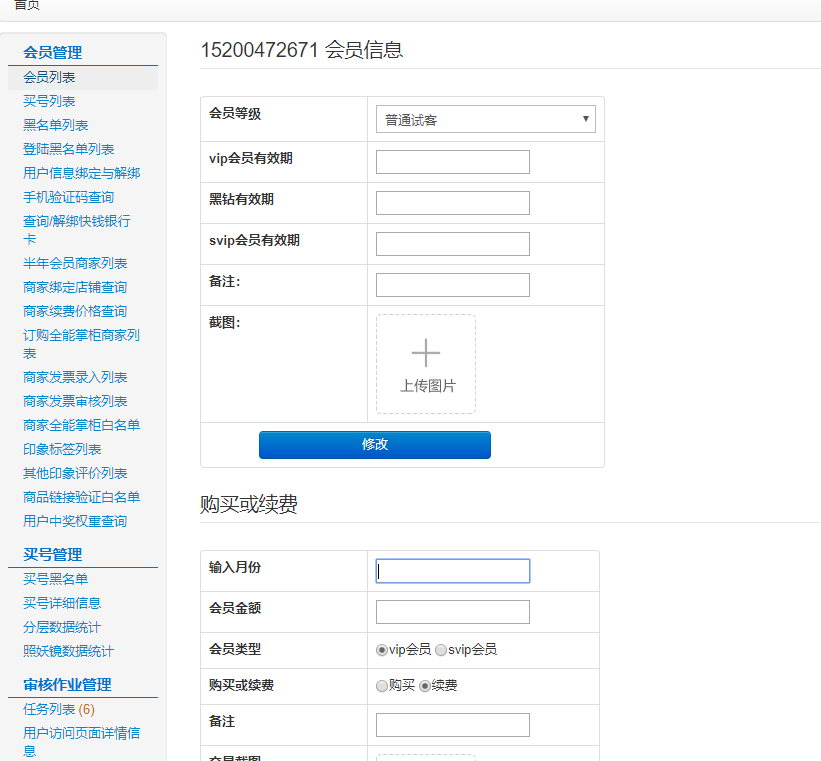 首页
会员管理
会员列表
买号列表
黑名单列表
登陆黑名单列表
用户信息绑定与解绑
手机验证码查询
查询/解绑快钱银行
卡
半年会员商家列表
商家绑定店铺查询
商家续费价格查询
订购全能掌柜商家列
表
商家发票录入列表
商家发票审核列表
商家全能掌柜白名单
印象标签列表
其他印象评价列表
商品链接验证白名单
用户中奖权重查询
买号管理
买号黑名单
买号详细信息
分层数据统计
照妖镜数据统计
审核作业管理
任务列表 (6)
用户访问页面详情信
息
15200472671 会员信息
会员等级
普通试客
vip会员有效期
黑钻有效期
svip会员有效期
备注:
截图:
上传图片
修改
购买或续费
输入月份
会员金额
会员类型
vip会员 svip会员
购买或续费
购买 续费
备注
交易截图